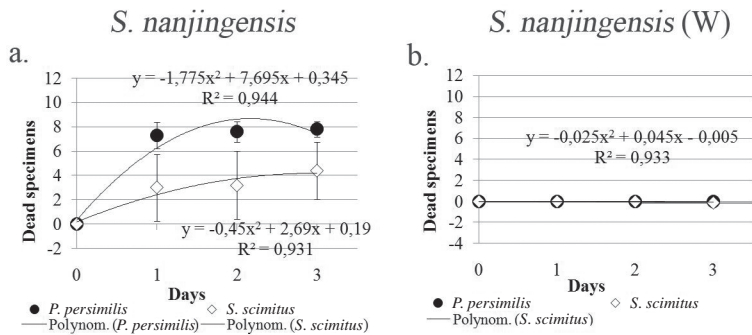 S. nanjingensis
a.
y = -1,775x² + 7,695x + 0,345
R² = 0,944
12
10
8
6
4
2
0
-2
Dead specimens
y = -0,45x² + 2,69x + 0,19
R² = 0,931
0 1 2 3
Days
P. persimilis S. scimitus
Polynom. (P. persimilis) Polynom. (S. scimitus)
S. nanjingensis (W)
b.
12
10
8
6
4
2
0
-2
-4
Dead specimens
y = -0,025x² + 0,045x - 0,005
R² = 0,933
0 1 2 3
Days
P. persimilis S. scimitus
Polynom. (S. scimitus)